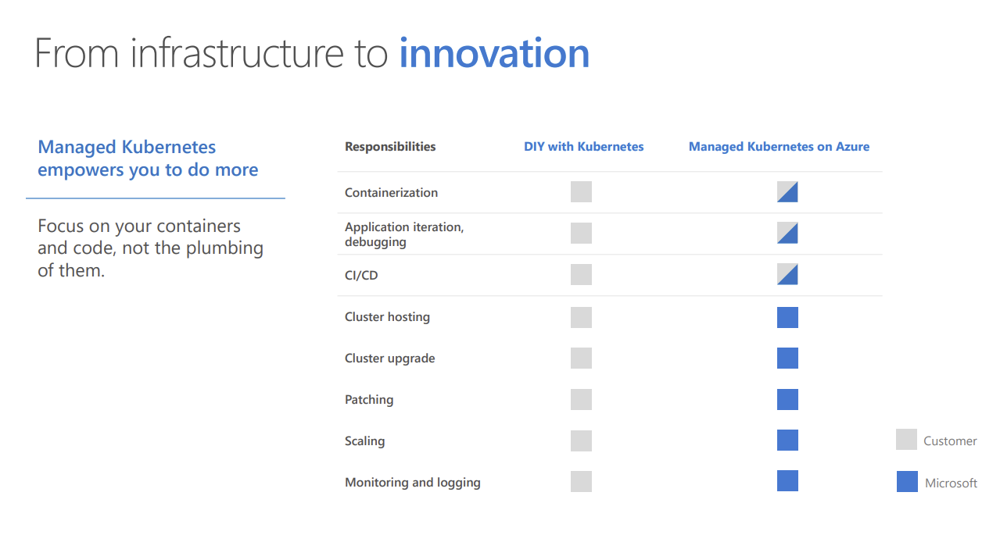 From infrastructure to innovation
Managed Kubernetes
empowers you to do more
Focus on your containers
and code, not the plumbing
of them.
Responsibilities DIY with Kubernetes Managed Kubernetes on Azure
Containerization
Application iteration,
debugging
CI/CD
Cluster hosting
Cluster upgrade
Patching
Scaling
Monitoring and logging
Customer
Microsoft